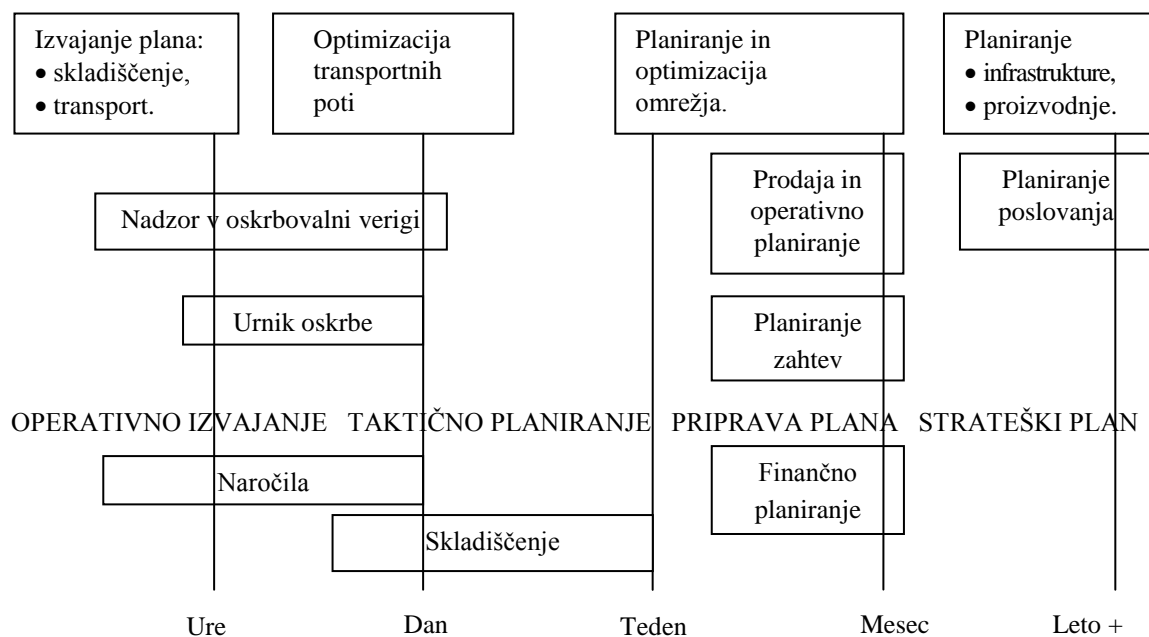 Izvajanje plana:
• skladiščenje,
• transport.
Optimizacija
transportnih
poti
Planiranje in
optimizacija
omrežja.
Planiranje
• infrastrukture,
• proizvodnje.
Nadzor v oskrbovalni verigi
Prodaja in
operativno
planiranje
Planiranje
poslovanja
Urnik oskrbe
Planiranje
zahtev
OPERATIVNO IZVAJANJE TAKTIČNO PLANIRANJE PRIPRAVA PLANA STRATEŠKI PLAN
Naročila
Finančno
planiranje
Skladiščenje
Ure Dan Teden Mesec Leto +